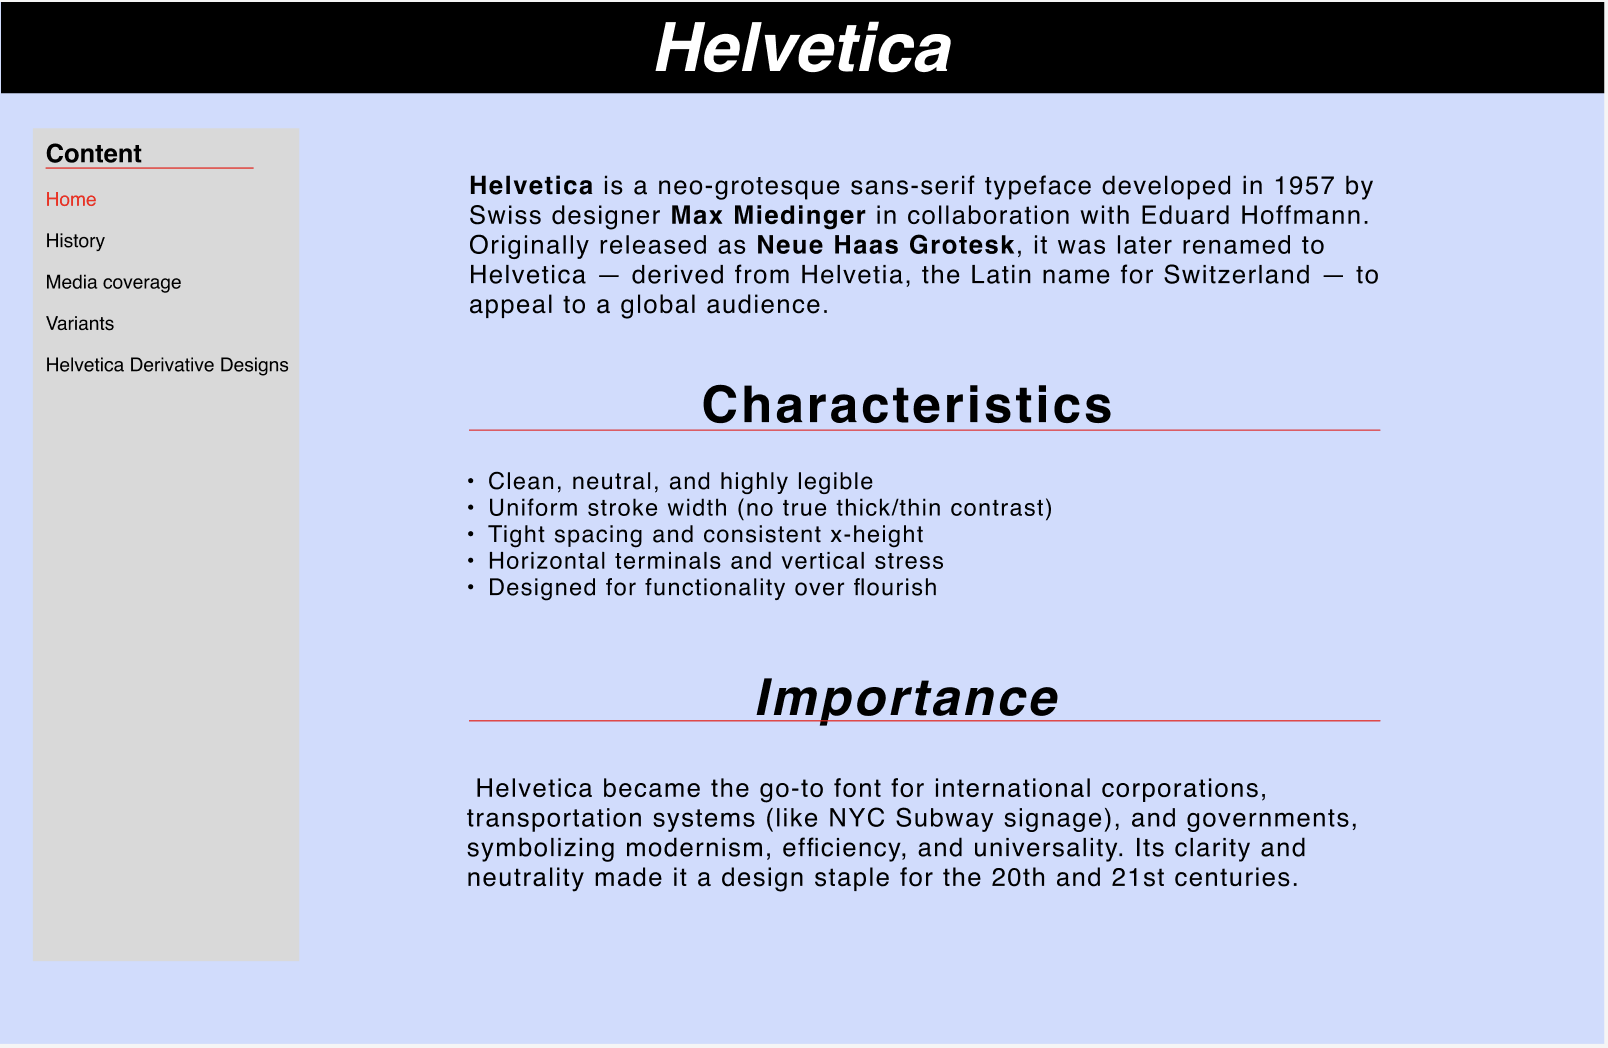 Helvetica
Content
Home
History
Media coverage
Variants
Helvetica Derivative Designs
Helvetica is a neo-grotesque sans-serif typeface developed in 1957 by
Swiss designer Max Miedinger in collaboration with Eduard Hoffmann.
Originally released as Neue Haas Grotesk, it was later renamed to
Helvetica — derived from Helvetia, the Latin name for Switzerland — to
appeal to a global audience.
Characteristics
• Clean, neutral, and highly legible
• Uniform stroke width (no true thick/thin contrast)
• Tight spacing and consistent x-height
• Horizontal terminals and vertical stress
• Designed for functionality over flourish
Importance
Helvetica became the go-to font for international corporations,
transportation systems (like NYC Subway signage), and governments,
symbolizing modernism, efficiency, and universality. Its clarity and
neutrality made it a design staple for the 20th and 21st centuries.